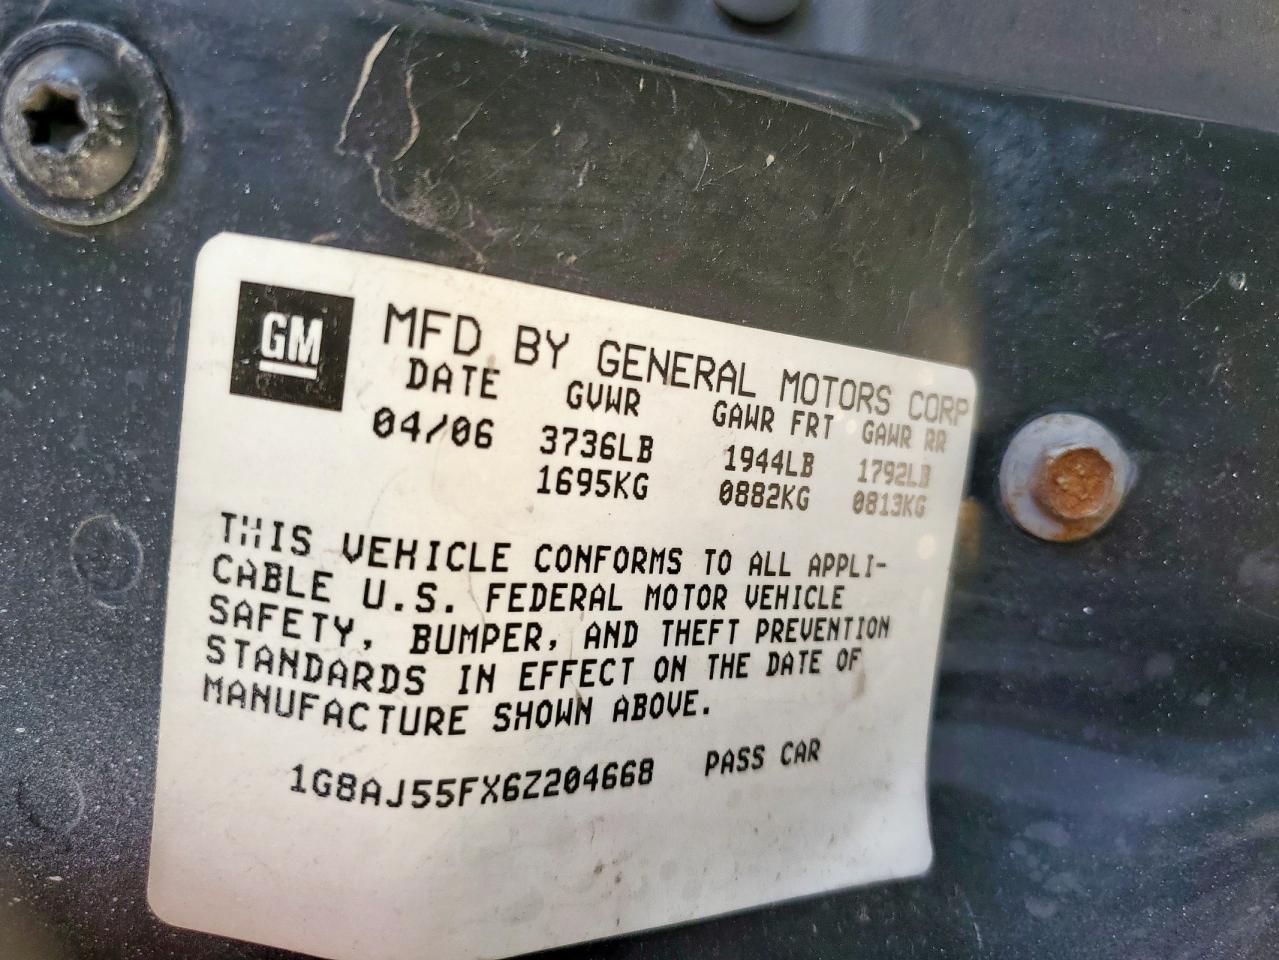 GM
MFD BY GENERAL MOTORS CORP
DATE GVWR GAWR FRT GAWR RR
04/06 3736LB 1944LB 1792LB
1695KG 0882KG 0813KG
THIS VEHICLE CONFORMS TO ALL APPLI-
CABLE U.S. FEDERAL MOTOR VEHICLE
SAFETY, BUMPER, AND THEFT PREVENTION
STANDARDS IN EFFECT ON THE DATE OF
MANUFACTURE SHOWN ABOVE.
1G8AJ55FX6Z204668 PASS CAR